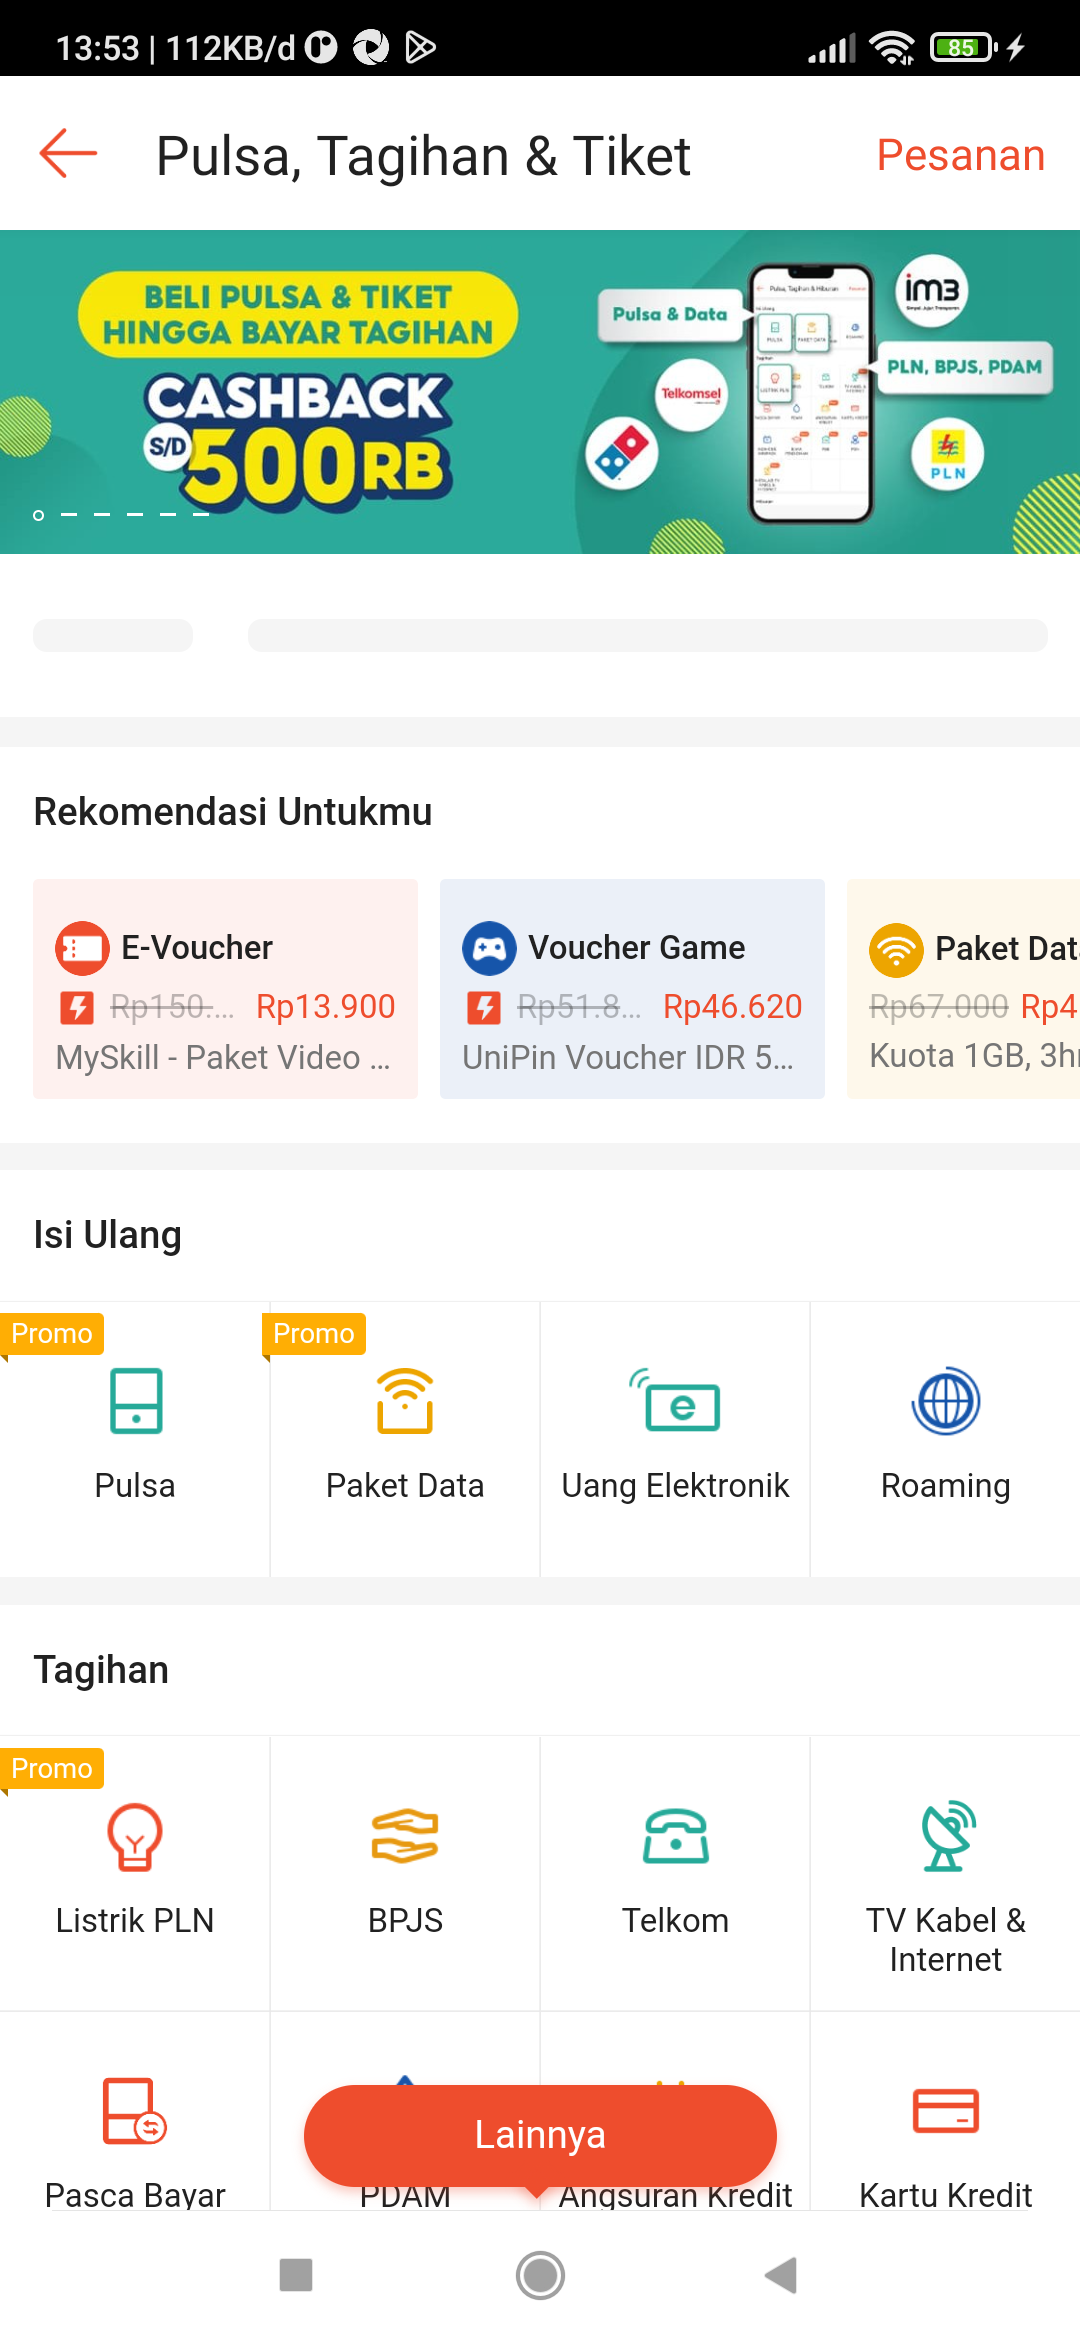 13:53 | 112KB/d
85
Pulsa, Tagihan & Tiket
Pesanan
BELI PULSA & TIKET
HINGGA BAYAR TAGIHAN
CASHBACK
S/D
500RB
Pulsa & Data
im3
Telkomsel
PLN, BPJS, PDAM
PLN
Rekomendasi Untukmu
E-Voucher
Rp150.... Rp13.900
MySkill - Paket Video ...
Voucher Game
Rp51.8... Rp46.620
UniPin Voucher IDR 5...
Paket Dat
Rp67.000 Rp4
Kuota 1GB, 3h
Isi Ulang
Promo
Promo
Pulsa
Paket Data
Uang Elektronik
Roaming
Tagihan
Promo
Listrik PLN
BPJS
Telkom
TV Kabel &
Internet
Lainnya
Pasca Bayar
PDAM
Angsuran Kredit
Kartu Kredit